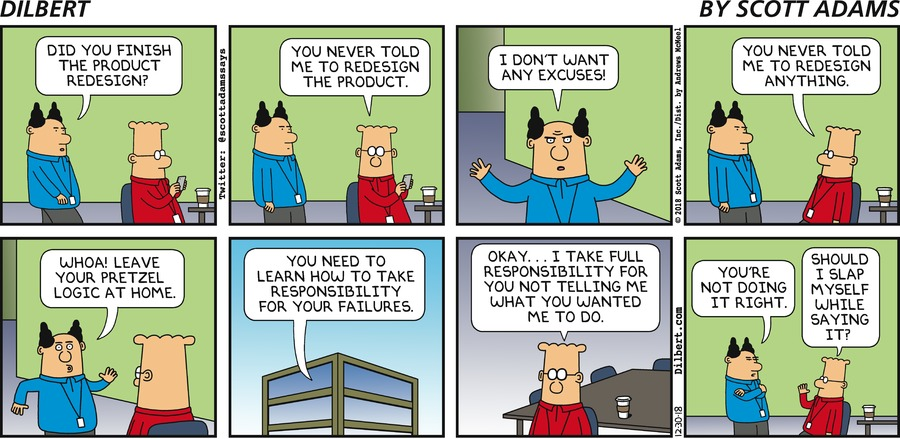 DILBERT
BY SCOTT ADAMS
DID YOU FINISH
THE PRODUCT
REDESIGN?
Twitter: @scottadamssays
YOU NEVER TOLD
ME TO REDESIGN
THE PRODUCT.
I DON'T WANT
ANY EXCUSES!
© 2018 Scott Adams, Inc./Dist. by Andrews McMeel
YOU NEVER TOLD
ME TO REDESIGN
ANYTHING.
WHOA! LEAVE
YOUR PRETZEL
LOGIC AT HOME.
YOU NEED TO
LEARN HOW TO TAKE
RESPONSIBILITY
FOR YOUR FAILURES.
OKAY... I TAKE FULL
RESPONSIBILITY FOR
YOU NOT TELLING ME
WHAT YOU WANTED
ME TO DO.
12-30-18
Dilbert.com
YOU'RE
NOT DOING
IT RIGHT.
SHOULD
I SLAP
MYSELF
WHILE
SAYING
IT?